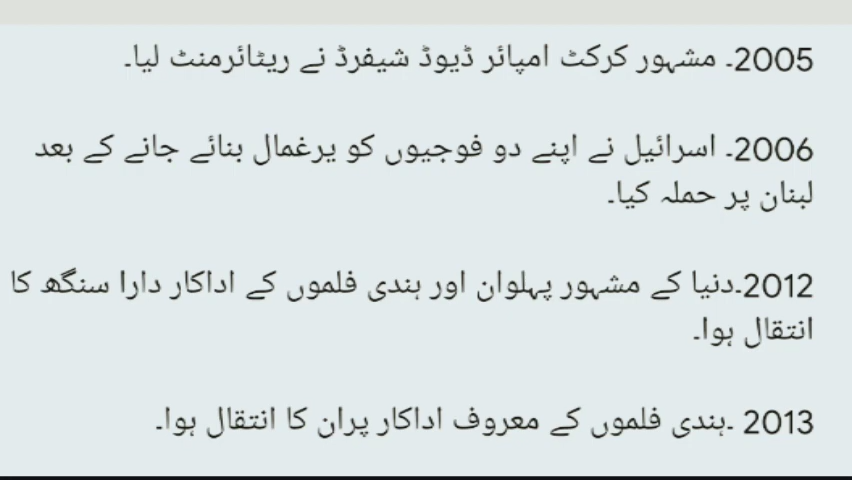 2005۔ مشہور کرکٹ امپائر ڈیوڈ شیفرڈ نے ریٹائرمنٹ لیا۔
2006۔ اسرائیل نے اپنے دو فوجیوں کو یرغمال بنائے جانے کے بعد
لبنان پر حملہ کیا۔
2012۔دنیا کے مشہور پہلوان اور ہندی فلموں کے اداکار دارا سنگھ کا
انتقال ہوا۔
2013 ۔ہندی فلموں کے معروف اداکار پران کا انتقال ہوا۔